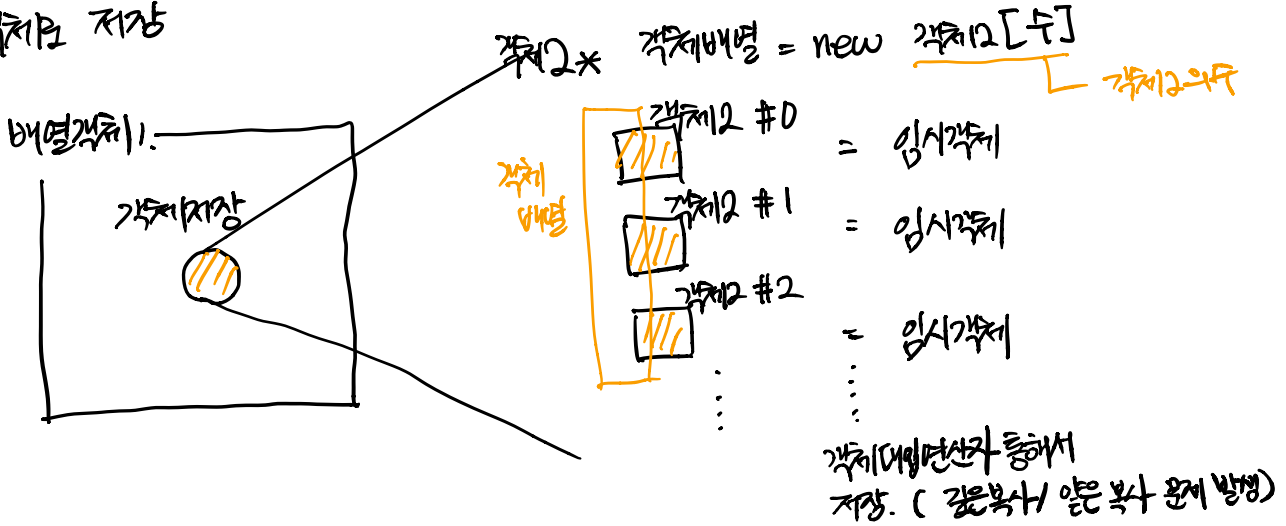 객체로 저장
객체2* 객체배열 = new 객체2[수]
객체2의수
배열객체1.
객체저장
객체
배열
객체2 #0 = 임시객체
객체2 #1 = 임시객체
객체2 #2 = 임시객체
객체대입연산자 통해서
저장. ( 깊은복사/ 얕은 복사 문제 발생)